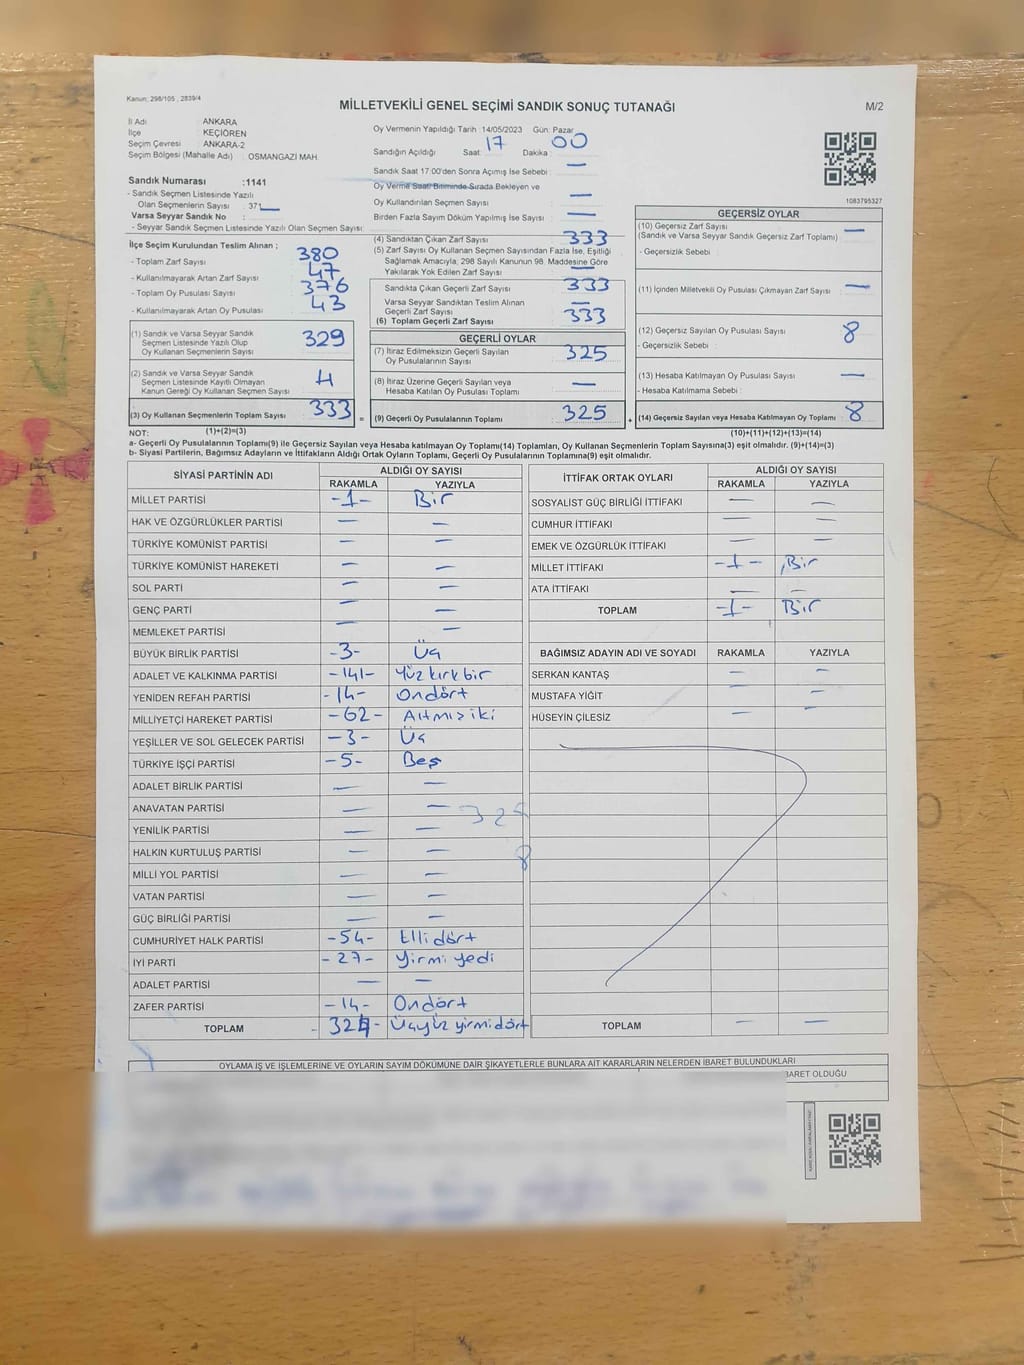 Kanun; 298/105 , 2839/4
MİLLETVEKİLİ GENEL SEÇİMİ SANDIK SONUÇ TUTANAĞI
M/2
İl Adı : ANKARA
İlçe : KEÇİÖREN
Seçim Çevresi : ANKARA-2
Seçim Bölgesi (Mahalle Adı) : OSMANGAZİ MAH.
Oy Vermenin Yapıldığı Tarih :14/05/2023 Gün: Pazar
Sandığın Açıldığı Saat: 17 Dakika: 00
Sandık Saat 17:00'den Sonra Açımış İse Sebebi : —
Oy Verme Saati Bitiminde Sırada Bekleyen ve
Oy Kullandırılan Seçmen Sayısı : —
Birden Fazla Sayım Döküm Yapılmış İse Sayısı : —
1083795327
Sandık Numarası :1141
- Sandık Seçmen Listesinde Yazılı
Olan Seçmenlerin Sayısı : 371 —
Varsa Seyyar Sandık No :
- Seyyar Sandık Seçmen Listesinde Yazılı Olan Seçmen Sayısı :
İlçe Seçim Kurulundan Teslim Alınan ;
- Toplam Zarf Sayısı : 380
- Kullanılmayarak Artan Zarf Sayısı : 47
- Toplam Oy Pusulası Sayısı : 376
- Kullanılmayarak Artan Oy Pusulası : 43
(1) Sandık ve Varsa Seyyar Sandık
Seçmen Listesinde Yazılı Olup
Oy Kullanan Seçmenlerin Sayısı : 329
(2) Sandık ve Varsa Seyyar Sandık
Seçmen Listesinde Kayıtlı Olmayan
Kanun Gereği Oy Kullanan Seçmen Sayısı : 4
(3) Oy Kullanan Seçmenlerin Toplam Sayısı : 333 =
(4) Sandıktan Çıkan Zarf Sayısı : 333
(5) Zarf Sayısı Oy Kullanan Seçmen Sayısından Fazla İse, Eşitliği
Sağlamak Amacıyla; 298 Sayılı Kanunun 98. Maddesine Göre
Yakılarak Yok Edilen Zarf Sayısı : —
Sandıkta Çıkan Geçerli Zarf Sayısı : 333
Varsa Seyyar Sandıktan Teslim Alınan
Geçerli Zarf Sayısı : —
(6) Toplam Geçerli Zarf Sayısı : 333
GEÇERLİ OYLAR
(7) İtiraz Edilmeksizin Geçerli Sayılan
Oy Pusulalarının Sayısı : 325
(8) İtiraz Üzerine Geçerli Sayılan veya
Hesaba Katılan Oy Pusulası Toplamı : —
(9) Geçerli Oy Pusulalarının Toplamı : 325 +
GEÇERSİZ OYLAR
(10) Geçersiz Zarf Sayısı : —
(Sandık ve Varsa Seyyar Sandık Geçersiz Zarf Toplamı)
- Geçersizlik Sebebi :
(11) İçinden Milletvekili Oy Pusulası Çıkmayan Zarf Sayısı : —
(12) Geçersiz Sayılan Oy Pusulası Sayısı : 8
- Geçersizlik Sebebi :
(13) Hesaba Katılmayan Oy Pusulası Sayısı : —
- Hesaba Katılmama Sebebi :
(14) Geçersiz Sayılan veya Hesaba Katılmayan Oy Toplamı : 8
NOT: (1)+(2)=(3) (10)+(11)+(12)+(13)=(14)
a- Geçerli Oy Pusulalarının Toplamı(9) ile Geçersiz Sayılan veya Hesaba katılmayan Oy Toplamı(14) Toplamları, Oy Kullanan Seçmenlerin Toplam Sayısına(3) eşit olmalıdır. (9)+(14)=(3)
b- Siyasi Partilerin, Bağımsız Adayların ve İttifakların Aldığı Ortak Oyların Toplamı, Geçerli Oy Pusulalarının Toplamına(9) eşit olmalıdır.
SİYASİ PARTİNİN ADI ALDIĞI OY SAYISI
RAKAMLA YAZIYLA
MİLLET PARTİSİ -1- Bir
HAK VE ÖZGÜRLÜKLER PARTİSİ — —
TÜRKİYE KOMÜNİST PARTİSİ — —
TÜRKİYE KOMÜNİST HAREKETİ — —
SOL PARTİ — —
GENÇ PARTİ — —
MEMLEKET PARTİSİ — —
BÜYÜK BİRLİK PARTİSİ -3- Üç
ADALET VE KALKINMA PARTİSİ -141- Yüz kırk bir
YENİDEN REFAH PARTİSİ -14- Ondört
MİLLİYETÇİ HAREKET PARTİSİ -62- Altmış iki
YEŞİLLER VE SOL GELECEK PARTİSİ -3- Üç
TÜRKİYE İŞÇİ PARTİSİ -5- Beş
ADALET BİRLİK PARTİSİ — —
ANAVATAN PARTİSİ — — 325
YENİLİK PARTİSİ — —
HALKIN KURTULUŞ PARTİSİ — — 8
MİLLİ YOL PARTİSİ — —
VATAN PARTİSİ — —
GÜÇ BİRLİĞİ PARTİSİ — —
CUMHURİYET HALK PARTİSİ -54- Elli dört
İYİ PARTİ -27- Yirmi yedi
ADALET PARTİSİ — —
ZAFER PARTİSİ -14- Ondört
TOPLAM -324- Üçyüz yirmidört
İTTİFAK ORTAK OYLARI ALDIĞI OY SAYISI
RAKAMLA YAZIYLA
SOSYALİST GÜÇ BİRLİĞİ İTTİFAKI — —
CUMHUR İTTİFAKI — —
EMEK VE ÖZGÜRLÜK İTTİFAKI — —
MİLLET İTTİFAKI -1- Bir
ATA İTTİFAKI — —
TOPLAM -1- Bir
BAĞIMSIZ ADAYIN ADI VE SOYADI RAKAMLA YAZIYLA
SERKAN KANTAŞ — —
MUSTAFA YİĞİT — —
HÜSEYİN ÇİLESİZ — —
TOPLAM — —
OYLAMA İŞ VE İŞLEMLERİNE VE OYLARIN SAYIM DÖKÜMÜNE DAİR ŞİKAYETLERLE BUNLARA AİT KARARLARIN NELERDEN İBARET BULUNDUKLARI
BARET OLDUĞU